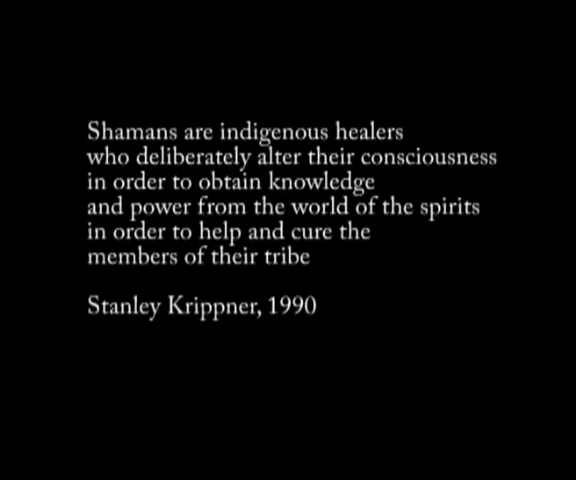 Shamans are indigenous healers
who deliberately alter their consciousness
in order to obtain knowledge
and power from the world of the spirits
in order to help and cure the
members of their tribe
Stanley Krippner, 1990